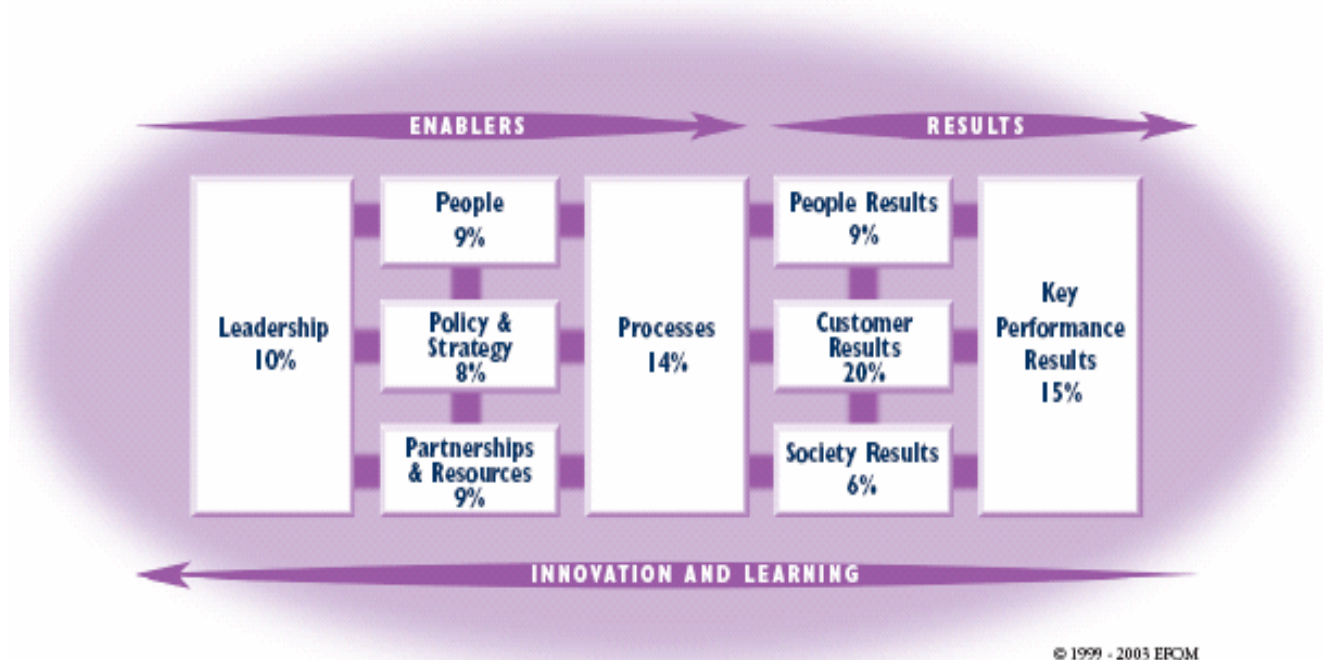 ENABLERS
RESULTS
Leadership
10%
People
9%
Policy &
Strategy
8%
Partnerships
& Resources
9%
Processes
14%
People Results
9%
Customer
Results
20%
Society Results
6%
Key
Performance
Results
15%
INNOVATION AND LEARNING
© 1999 - 2003 EFQM